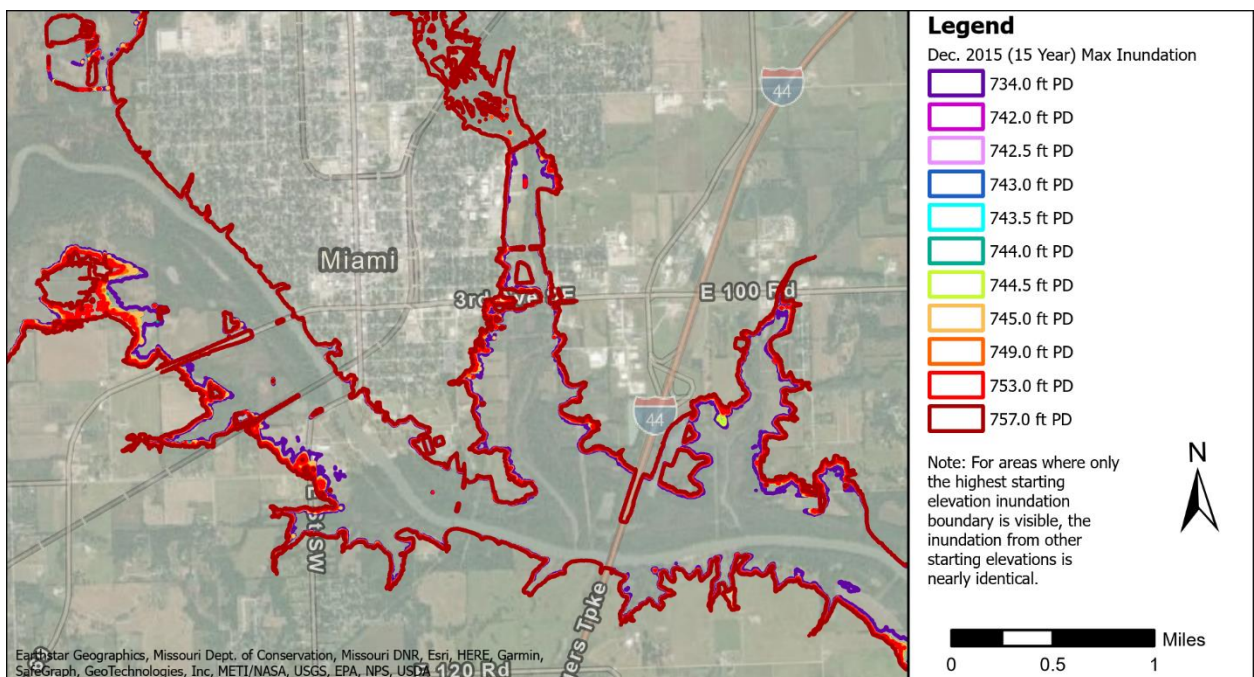 Legend
Dec. 2015 (15 Year) Max Inundation
734.0 ft PD
742.0 ft PD
742.5 ft PD
743.0 ft PD
743.5 ft PD
744.0 ft PD
744.5 ft PD
745.0 ft PD
749.0 ft PD
753.0 ft PD
757.0 ft PD
Note: For areas where only
the highest starting
elevation inundation
boundary is visible, the
inundation from other
starting elevations is
nearly identical.
N
Miles
0 0.5 1
44
Miami
3rd
E 100 Rd
44
SW
Tpke
E 120 Rd
Earthstar Geographics, Missouri Dept. of Conservation, Missouri DNR, Esri, HERE, Garmin,
SafeGraph, GeoTechnologies, Inc, METI/NASA, USGS, EPA, NPS, USDA